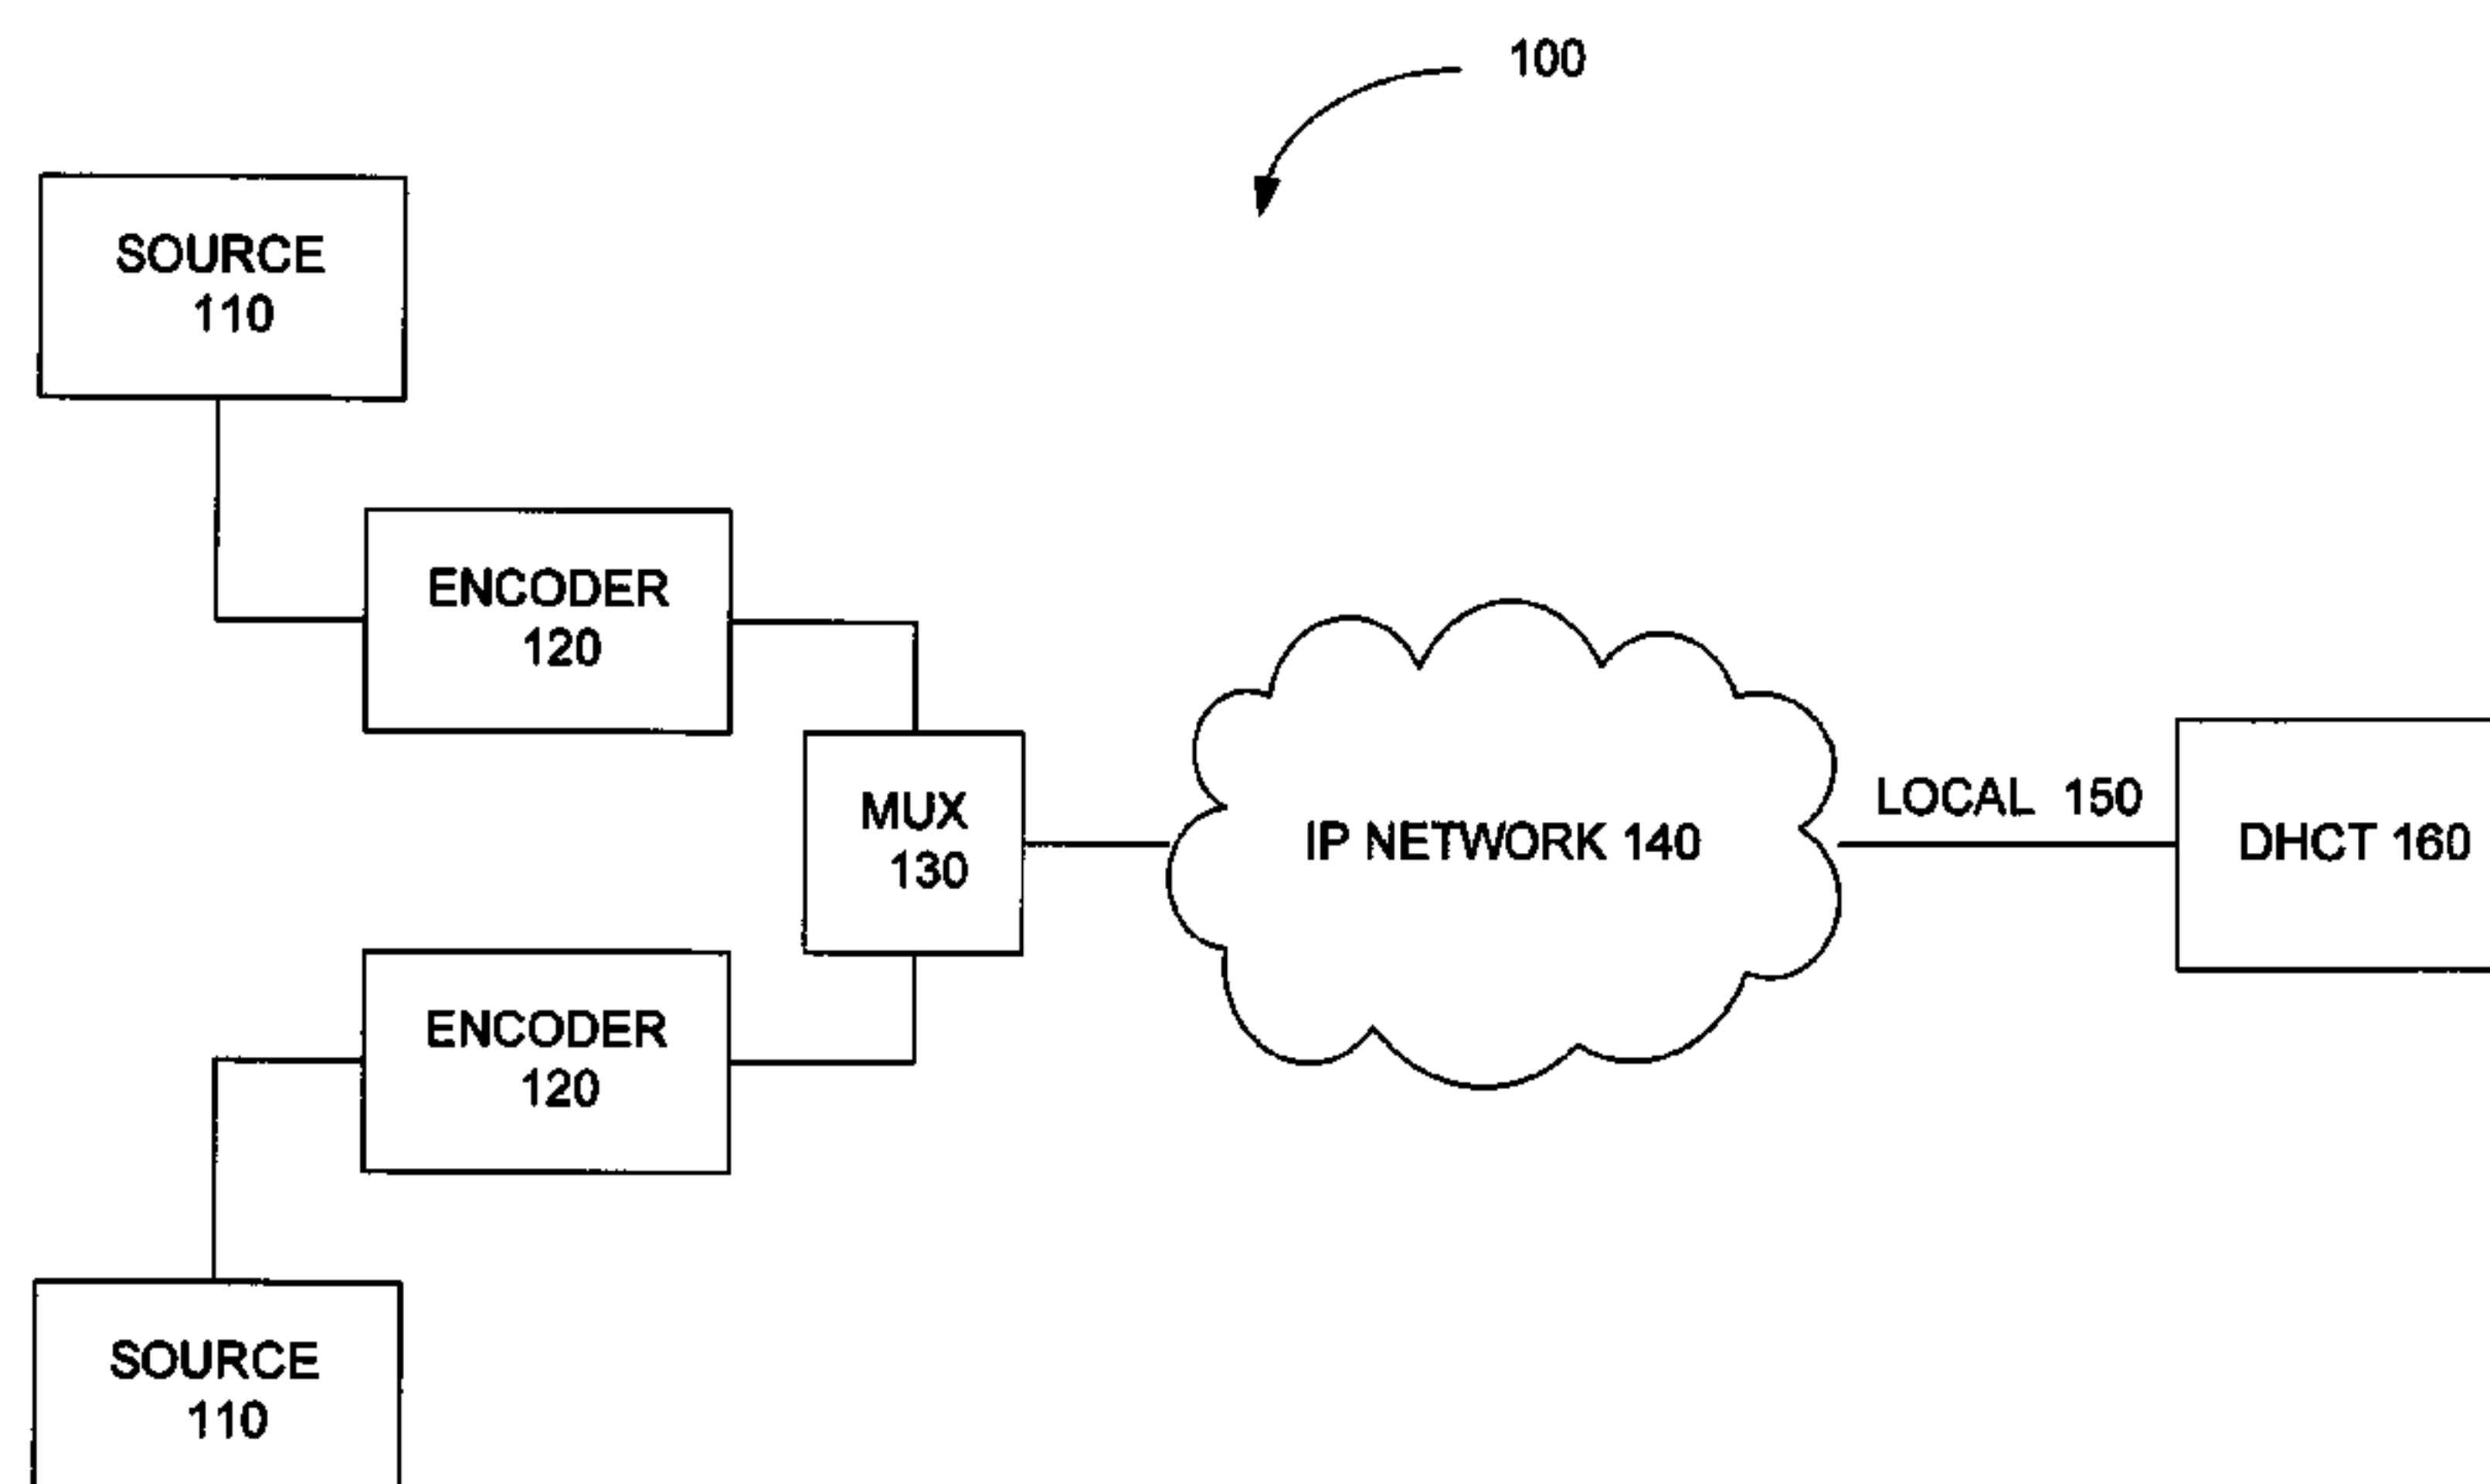 100
SOURCE
110
ENCODER
120
MUX
130
IP NETWORK 140
LOCAL 150
DHCT 160
ENCODER
120
SOURCE
110